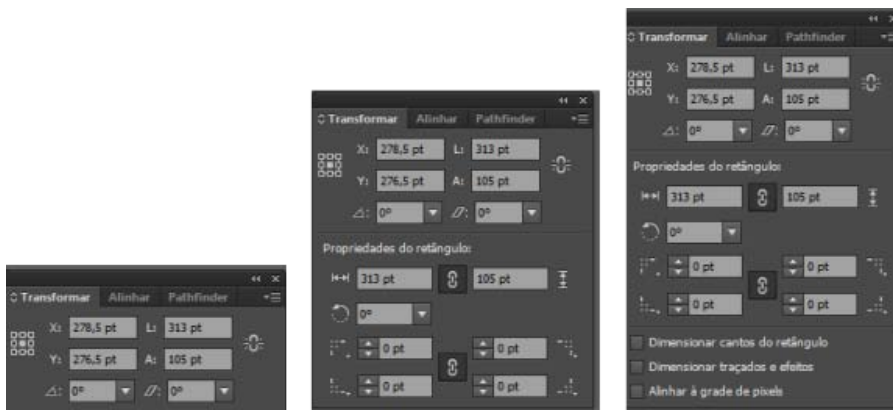 Transformar Alinhar Pathfinder
X: 278,5 pt L: 313 pt
Y: 276,5 pt A: 105 pt
0° 0°
Transformar Alinhar Pathfinder
X: 278,5 pt L: 313 pt
Y: 276,5 pt A: 105 pt
0° 0°
Propriedades do retângulo:
313 pt 105 pt
0°
0 pt 0 pt
0 pt 0 pt
Transformar Alinhar Pathfinder
X: 278,5 pt L: 313 pt
Y: 276,5 pt A: 105 pt
0° 0°
Propriedades do retângulo:
313 pt 105 pt
0°
0 pt 0 pt
0 pt 0 pt
Dimensionar cantos do retângulo
Dimensionar traçados e efeitos
Alinhar à grade de pixels